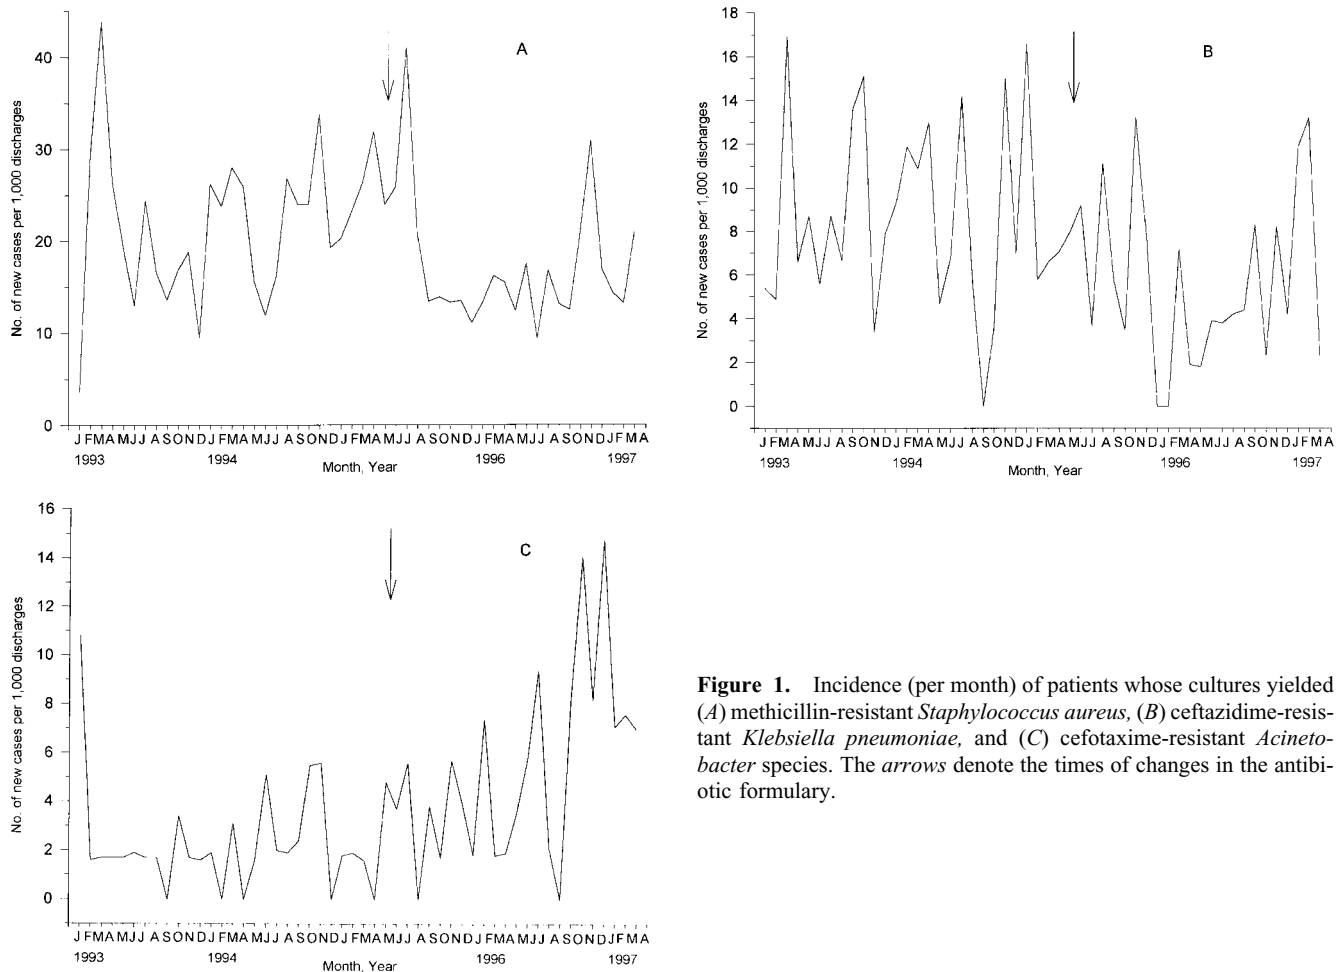 A
No. of new cases per 1,000 discharges
40
30
20
10
0
J F M A M J J A S O N D J F M A M J J A S O N D J F M A M J J A S O N D J F M A M J J A S O N D J F M A
1993 1994 1996 1997
Month, Year
B
No. of new cases per 1,000 discharges
18
16
14
12
10
8
6
4
2
0
J F M A M J J A S O N D J F M A M J J A S O N D J F M A M J J A S O N D J F M A M J J A S O N D J F M A
1993 1994 1996 1997
Month, Year
C
No. of new cases per 1,000 discharges
16
14
12
10
8
6
4
2
0
J F M A M J J A S O N D J F M A M J J A S O N D J F M A M J J A S O N D J F M A M J J A S O N D J F M A
1993 1994 1996 1997
Month, Year
Figure 1. Incidence (per month) of patients whose cultures yielded
(A) methicillin-resistant Staphylococcus aureus, (B) ceftazidime-resis-
tant Klebsiella pneumoniae, and (C) cefotaxime-resistant Acineto-
bacter species. The arrows denote the times of changes in the antibi-
otic formulary.